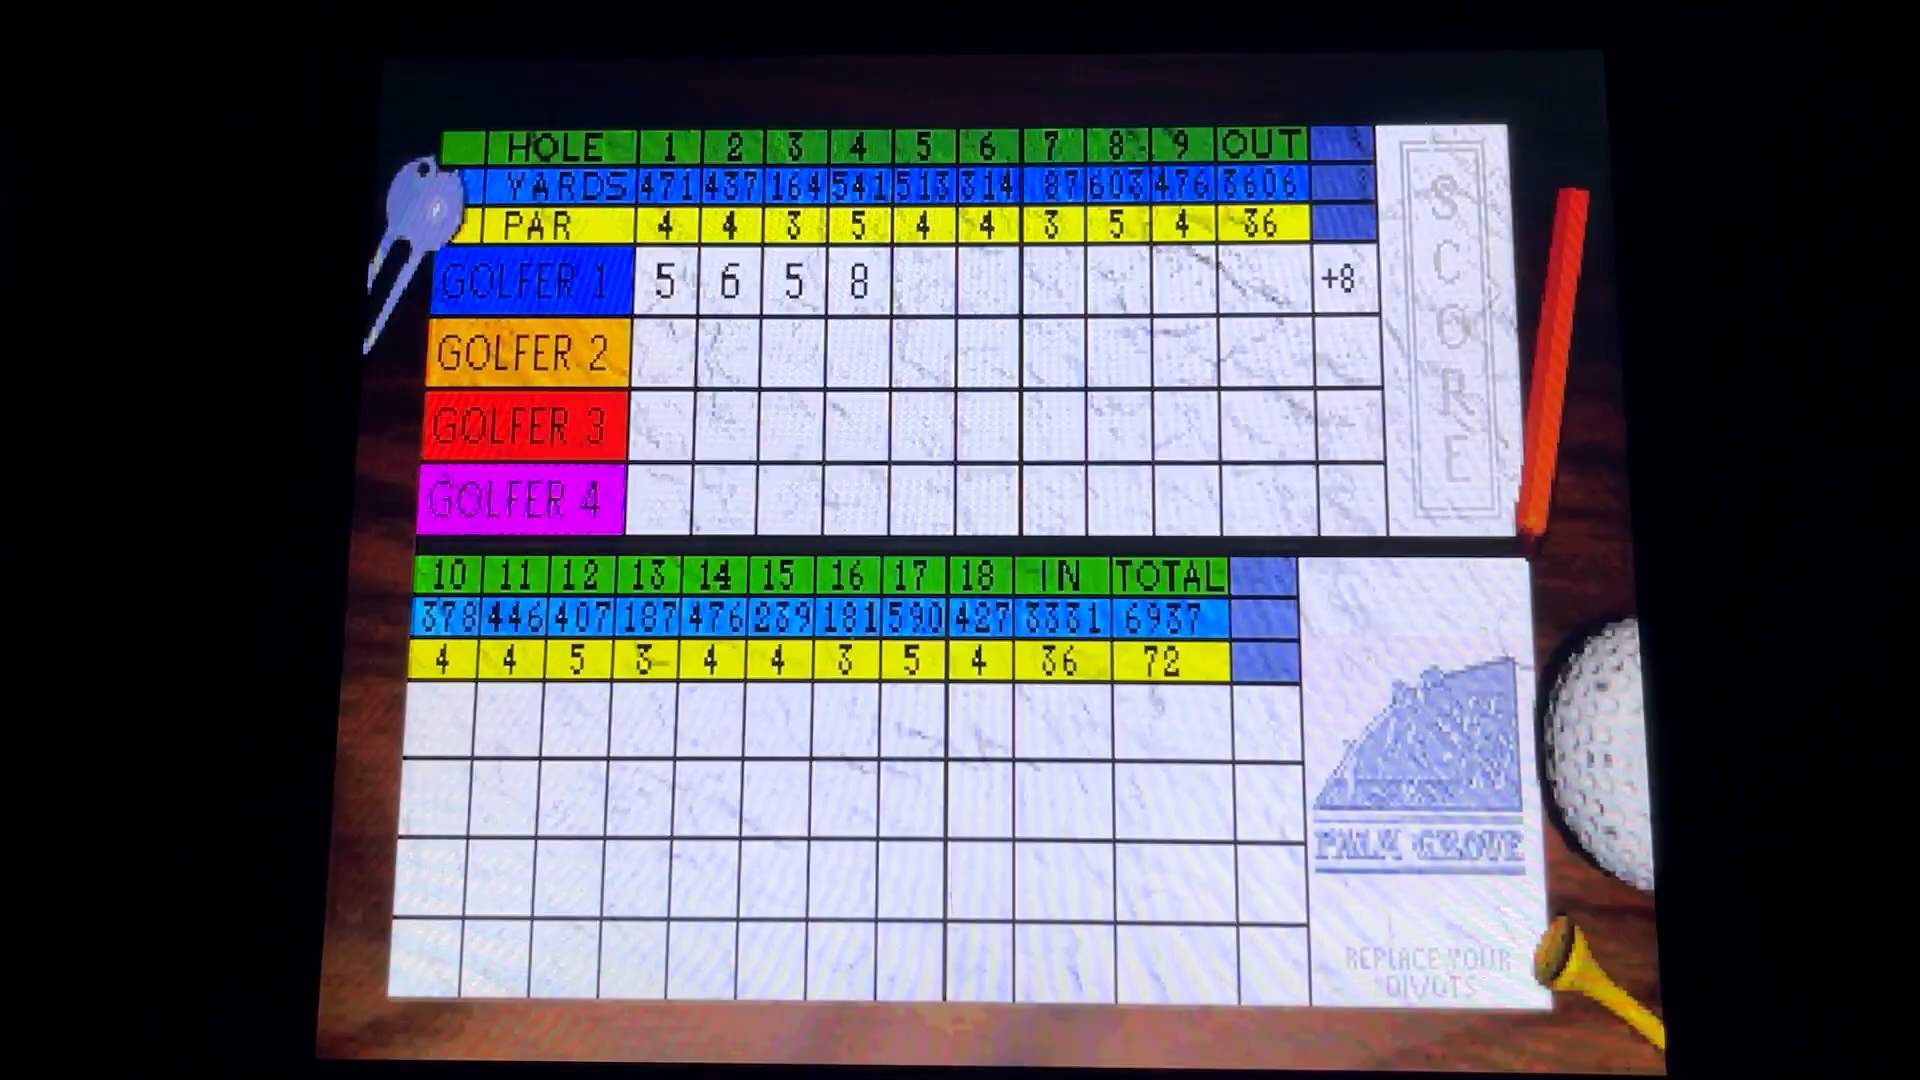 HOLE 1 2 3 4 5 6 7 8 9 OUT
YARDS 471 437 164 541 513 314 87 603 476 3606
PAR 4 4 3 5 4 4 3 5 4 36
GOLFER 1 5 6 5 8 +8
GOLFER 2
GOLFER 3
GOLFER 4
SCORE
10 11 12 13 14 15 16 17 18 IN TOTAL
378 446 407 187 476 239 181 590 427 3331 6937
4 4 5 3 4 4 3 5 4 36 72
PALM GROVE
REPLACE YOUR
DIVOTS